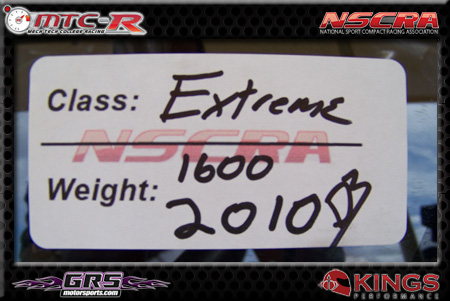 MTC-R
MECH TECH COLLEGE RACING
NSCRA
NATIONAL SPORT COMPACT RACING ASSOCIATION
Class: Extreme
NSCRA
Weight: 1600
2010
GRS
motorsports.com
KINGS
PERFORMANCE